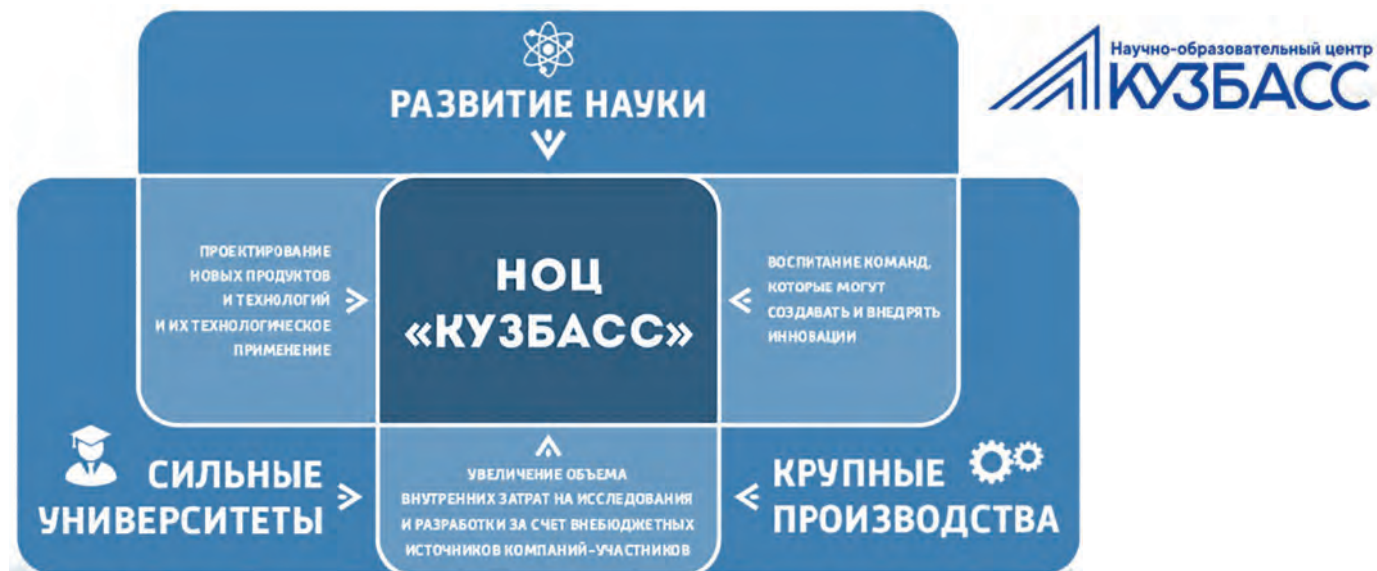 РАЗВИТИЕ НАУКИ
Научно-образовательный центр
КУЗБАСС
ПРОЕКТИРОВАНИЕ
НОВЫХ ПРОДУКТОВ
И ТЕХНОЛОГИЙ
И ИХ ТЕХНОЛОГИЧЕСКОЕ
ПРИМЕНЕНИЕ
НОЦ
«КУЗБАСС»
ВОСПИТАНИЕ КОМАНД,
КОТОРЫЕ МОГУТ
СОЗДАВАТЬ И ВНЕДРЯТЬ
ИННОВАЦИИ
СИЛЬНЫЕ
УНИВЕРСИТЕТЫ
УВЕЛИЧЕНИЕ ОБЪЕМА
ВНУТРЕННИХ ЗАТРАТ НА ИССЛЕДОВАНИЯ
И РАЗРАБОТКИ ЗА СЧЕТ ВНЕБЮДЖЕТНЫХ
ИСТОЧНИКОВ КОМПАНИЙ-УЧАСТНИКОВ
КРУПНЫЕ
ПРОИЗВОДСТВА